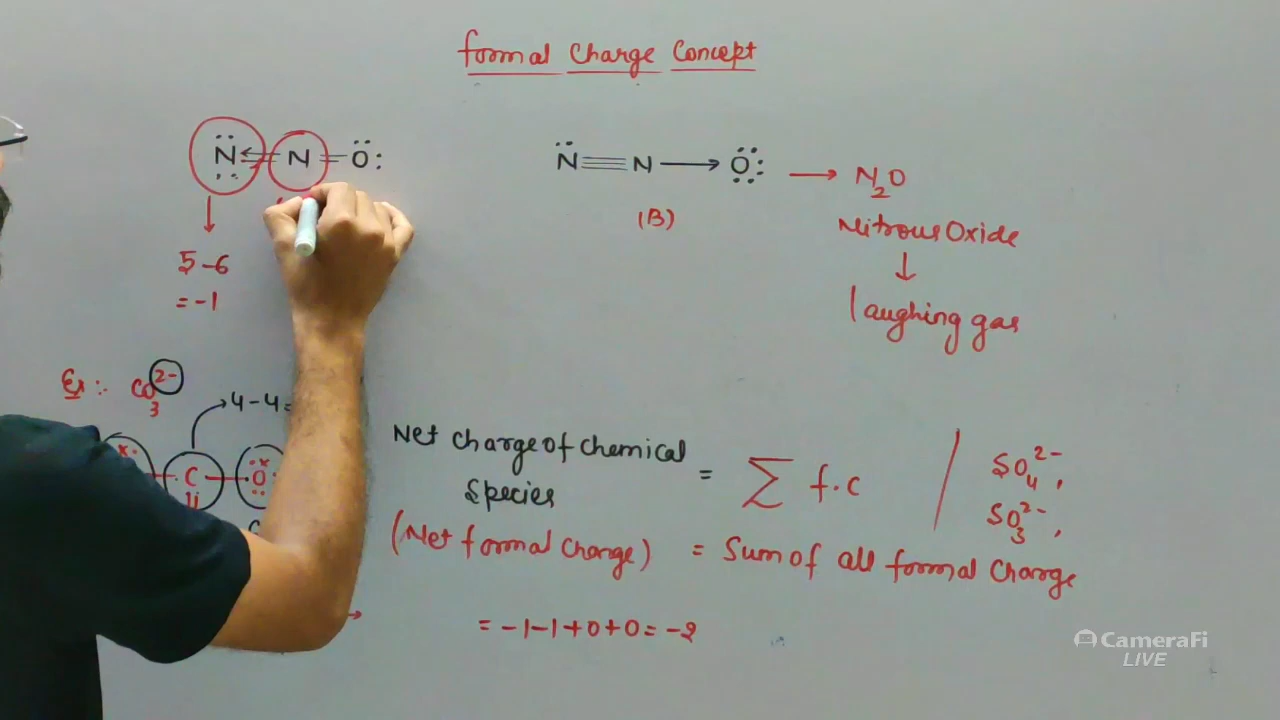 Formal Charge Concept
N = N = O:
N ≡ N → O: → N2O
(B)
Nitrous Oxide
↓
laughing gas
5-6
= -1
Ex :- CO3 2-
4-4=
C
O
Net charge of chemical
Species
= Σ f.c
SO4 2-,
SO3 2-,
(Net formal charge) = Sum of all formal Charge
= -1-1+0+0 = -2
CameraFi
LIVE